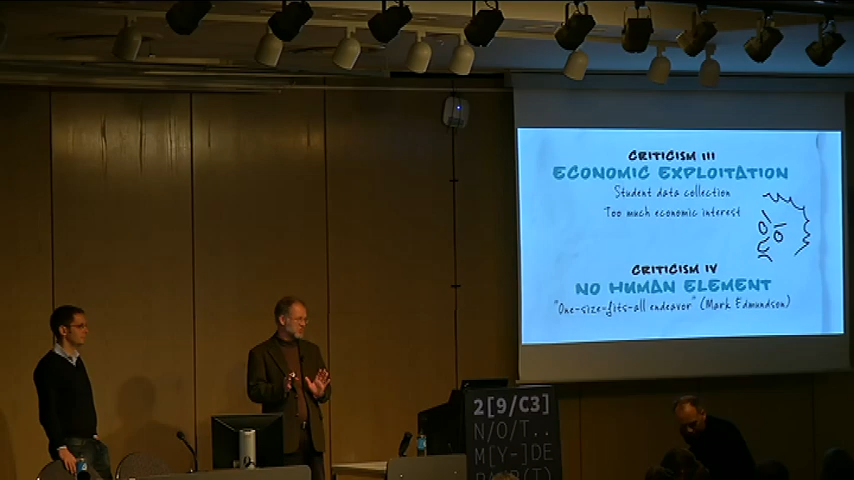 CRITICISM III
ECONOMIC EXPLOITATION
Student data collection
Too much economic interest
CRITICISM IV
NO HUMAN ELEMENT
"One-size-fits-all endeavor" (Mark Edmundson)
2[9/C3]
N/O/T..
M[Y-]DE
PA